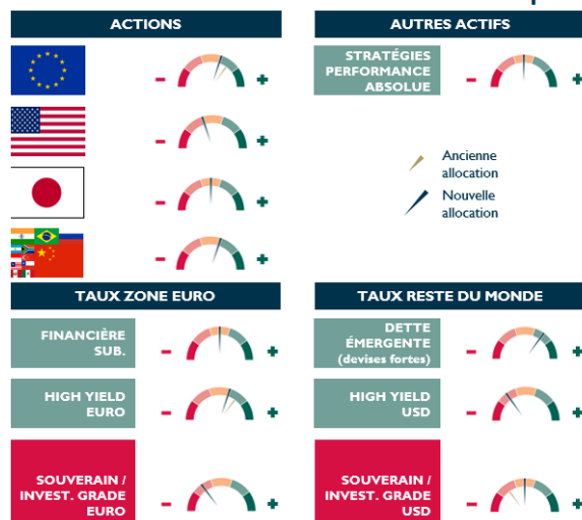 ACTIONS
AUTRES ACTIFS
STRATÉGIES
PERFORMANCE
ABSOLUE
- +
- +
- +
- +
- +
Ancienne
allocation
Nouvelle
allocation
TAUX ZONE EURO
FINANCIÈRE
SUB.
- +
HIGH YIELD
EURO
- +
SOUVERAIN /
INVEST. GRADE
EURO
- +
TAUX RESTE DU MONDE
DETTE
ÉMERGENTE
(devises fortes)
- +
HIGH YIELD
USD
- +
SOUVERAIN /
INVEST. GRADE
USD
- +